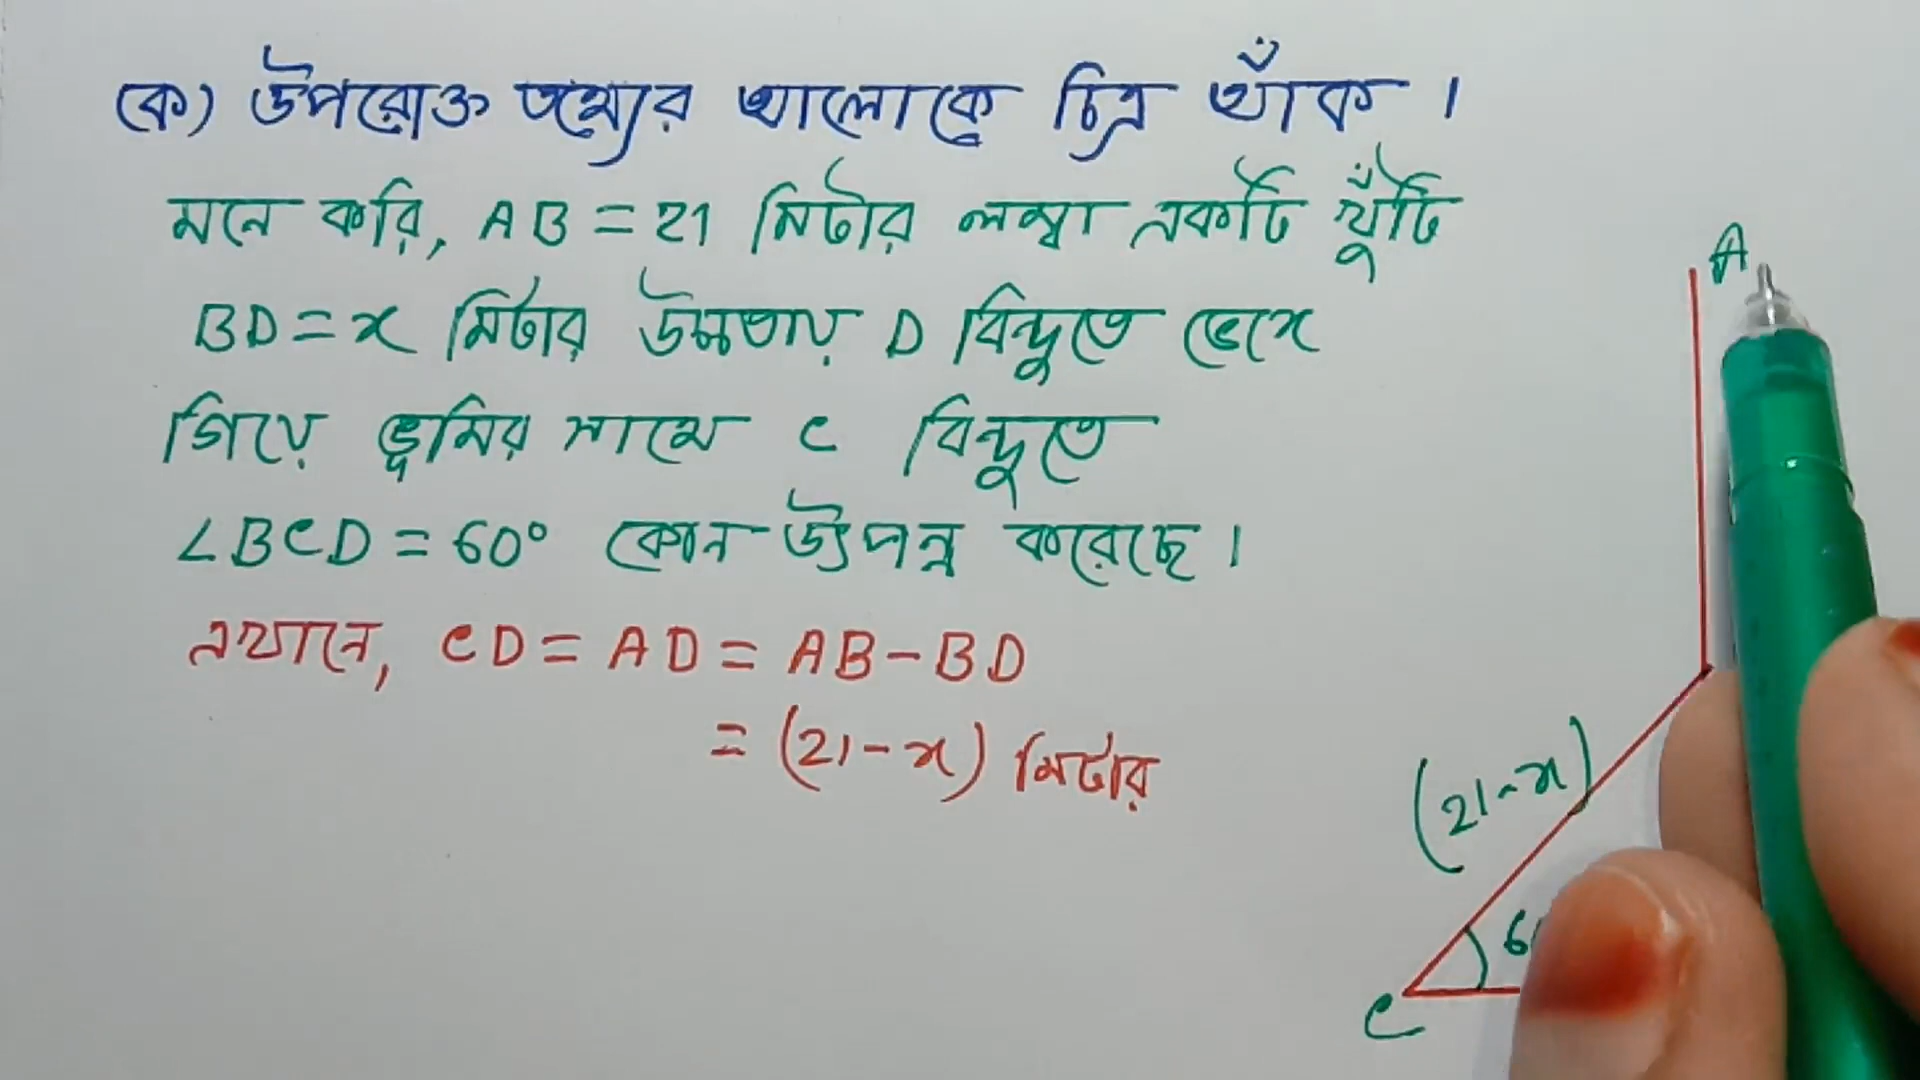 (ক) উপরোক্ত তথ্যের আলোকে চিত্র আঁক ।
মনে করি, AB = 21 মিটার লম্বা একটি খুঁটি
BD = x মিটার উচ্চতায় D বিন্দুতে ভেঙ্গে
গিয়ে ভূমির সাথে C বিন্দুতে
∠BCD = 60° কোন উৎপন্ন করেছে ।
এখানে, CD = AD = AB - BD
= (21 - x) মিটার
A
(21 - x)
C